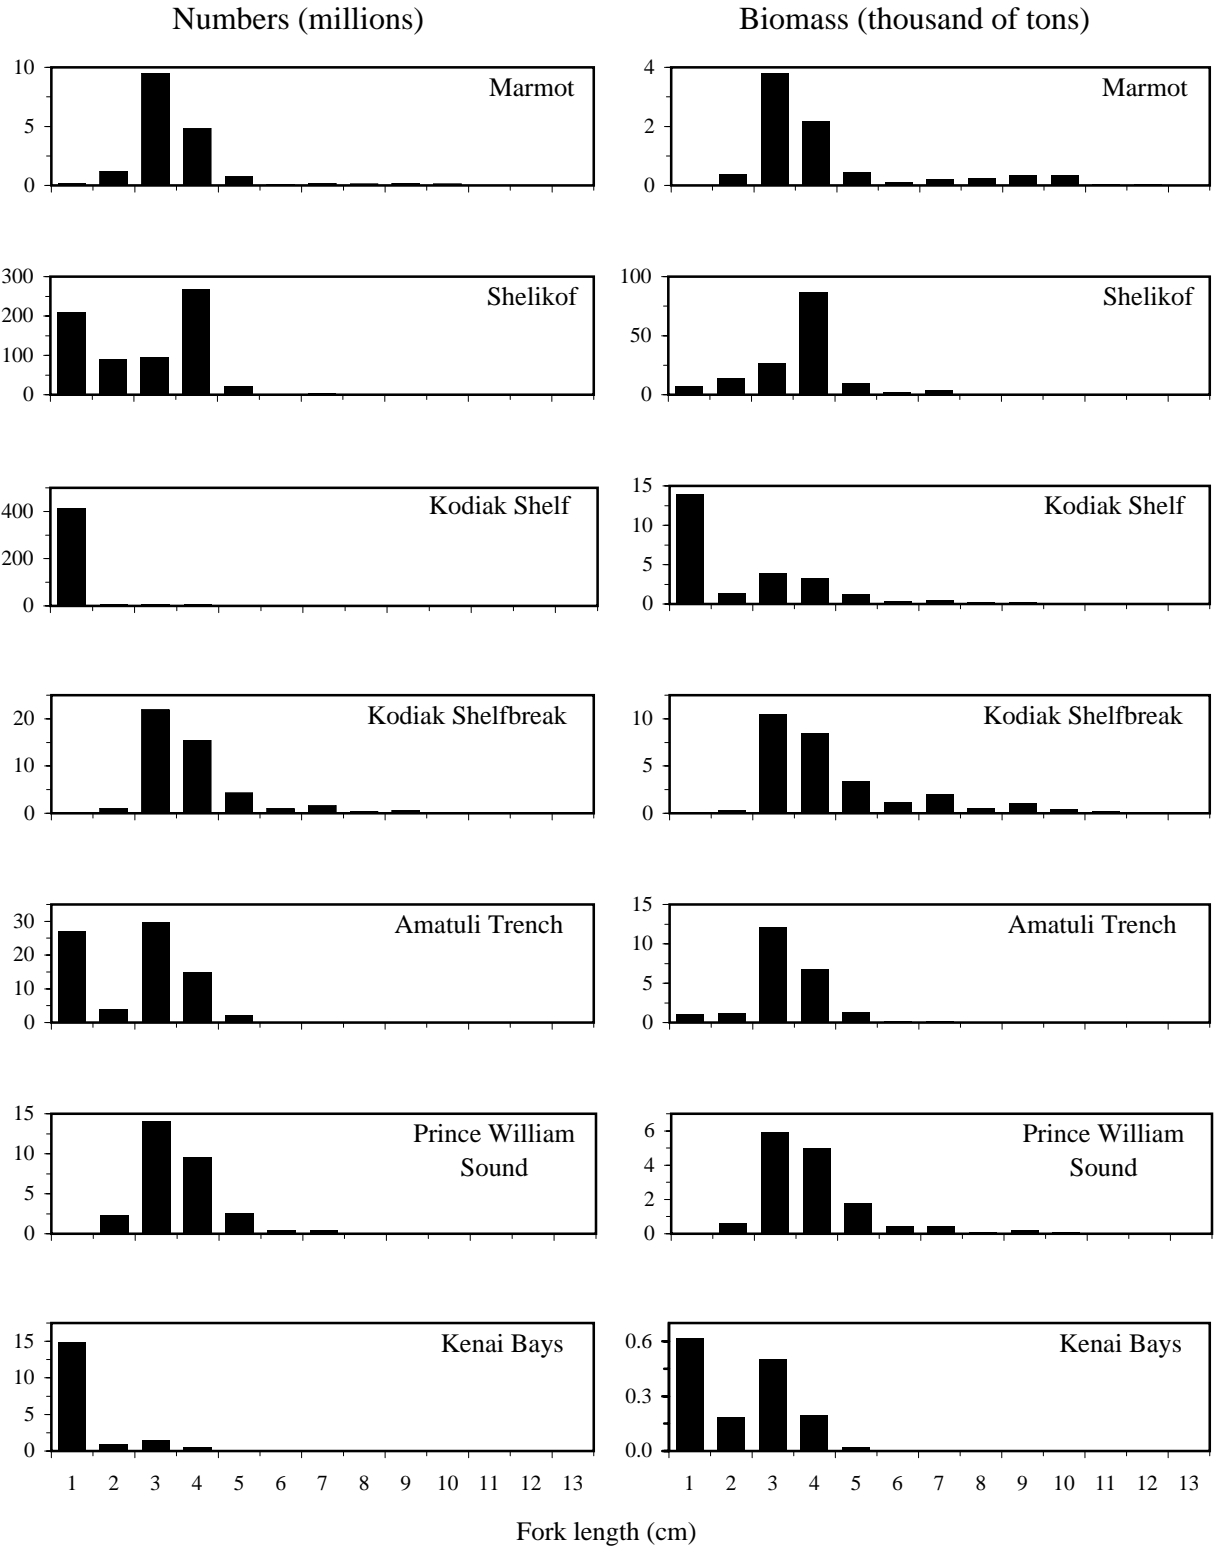 Numbers (millions)
Biomass (thousand of tons)
10
5
0
Marmot
4
2
0
Marmot
300
200
100
0
Shelikof
100
50
0
Shelikof
400
200
0
Kodiak Shelf
15
10
5
0
Kodiak Shelf
20
10
0
Kodiak Shelfbreak
10
5
0
Kodiak Shelfbreak
30
20
10
0
Amatuli Trench
15
10
5
0
Amatuli Trench
15
10
5
0
Prince William
Sound
6
4
2
0
Prince William
Sound
15
10
5
0
Kenai Bays
0.6
0.3
0.0
Kenai Bays
1 2 3 4 5 6 7 8 9 10 11 12 13
1 2 3 4 5 6 7 8 9 10 11 12 13
Fork length (cm)